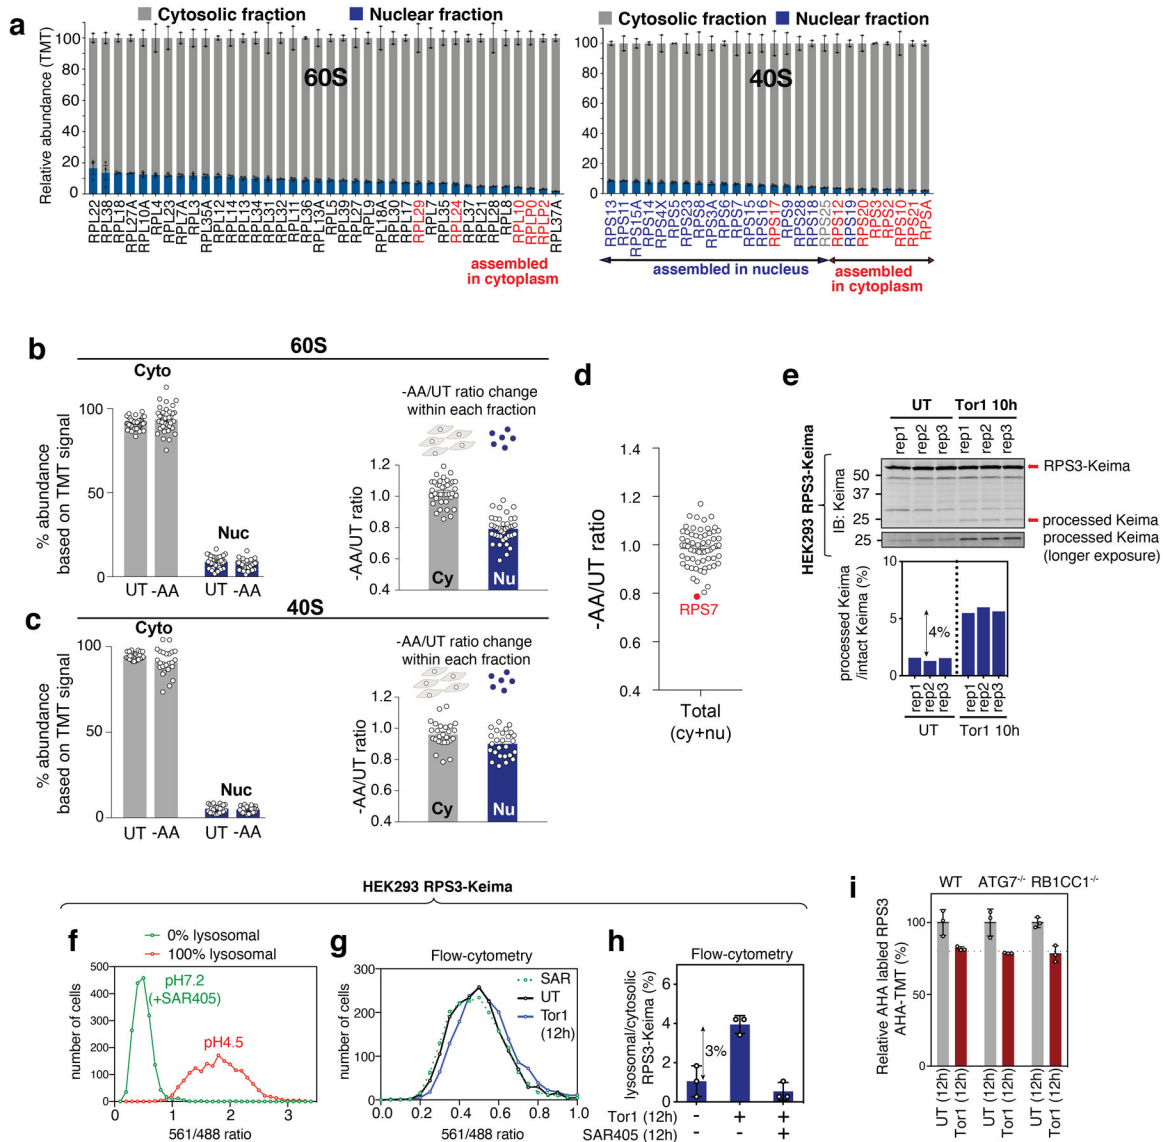 a
Cytosolic fraction
Nuclear fraction
Relative abundance (TMT)
100
80
60
40
20
0
60S
RPL22
RPL38
RPL18
RPL27A
RPL10A
RPL4
RPL23
RPL7A
RPL3
RPL35A
RPL12
RPL14
RPL13
RPL34
RPL31
RPL32
RPL11
RPL36
RPL13A
RPL5
RPL39
RPL27
RPL9
RPL18A
RPL30
RPL17
RPL29
RPL7
RPL35
RPL24
RPL37
RPL21
RPL28
RPL8
RPL10
RPLP0
RPLP2
RPL37A
assembled
in cytoplasm
Cytosolic fraction
Nuclear fraction
100
80
60
40
20
0
40S
RPS13
RPS11
RPS15A
RPS14
RPS4X
RPS5
RPS23
RPS8
RPS3A
RPS6
RPS7
RPS15
RPS16
RPS17
RPS9
RPS28
RPS18
RPS25
RPS12
RPS19
RPS20
RPS3
RPS2
RPS10
RPS21
RPSA
assembled in nucleus
assembled
in cytoplasm
b
60S
Cyto
% abundance
based on TMT signal
100
50
0
Nuc
UT -AA
UT -AA
-AA/UT ratio change
within each fraction
-AA/UT ratio
1.2
1.0
0.8
0.6
0.4
Cy
Nu
c
40S
Cyto
% abundance
based on TMT signal
100
50
0
Nuc
UT -AA
UT -AA
-AA/UT ratio change
within each fraction
-AA/UT ratio
1.2
1.0
0.8
0.6
0.4
Cy
Nu
d
-AA/UT ratio
1.4
1.2
1.0
0.8
0.6
0.4
RPS7
Total
(cy+nu)
e
UT
Tor1 10h
rep1
rep2
rep3
rep1
rep2
rep3
HEK293 RPS3-Keima
IB: Keima
50
37
25
25
RPS3-Keima
processed Keima
processed Keima
(longer exposure)
processed Keima
/intact Keima (%)
10
5
0
4%
rep1
rep2
rep3
rep1
rep2
rep3
UT
Tor1 10h
HEK293 RPS3-Keima
f
0% lysosomal
100% lysosomal
number of cells
500
400
300
200
100
0
pH7.2
(+SAR405)
pH4.5
0
1
2
3
561/488 ratio
g
Flow-cytometry
number of cells
300
200
100
0
SAR
UT
Tor1
(12h)
0.0
0.2
0.4
0.6
0.8
1.0
561/488 ratio
h
Flow-cytometry
lysosomal/cytosolic
RPS3-Keima (%)
6
4
2
0
3%
Tor1 (12h)
- + +
SAR405 (12h)
- - +
i
WT
ATG7-/-
RB1CC1-/-
Relative AHA labled RPS3
AHA-TMT (%)
100
50
0
UT (12h)
Tor1 (12h)
UT (12h)
Tor1 (12h)
UT (12h)
Tor1 (12h)